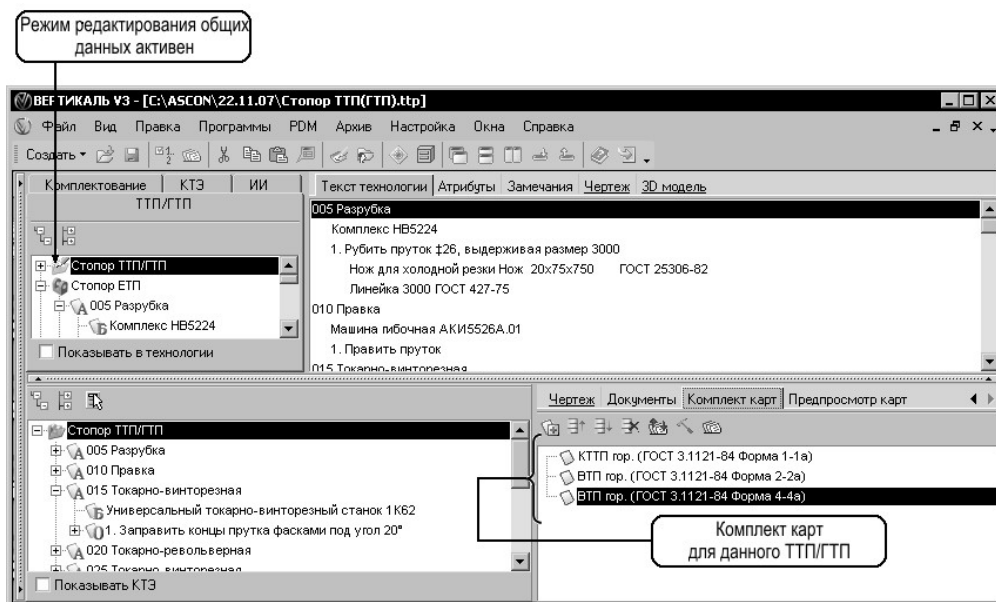 Режим редактирования общих
данных активен
ВЕРТИКАЛЬ V3 - [C:\ASCON\22.11.07\Стопор ТТП(ГТП).ttp]
Файл Вид Правка Программы PDM Архив Настройка Окна Справка
Создать
Комплектование КТЭ ИИ
ТТП/ГТП
Стопор ТТП/ГТП
Стопор ЕТП
005 Разрубка
Комплекс НВ5224
Показывать в технологии
Текст технологии Атрибуты Замечания Чертеж 3D модель
005 Разрубка
Комплекс НВ5224
1. Рубить пруток ‡26, выдерживая размер 3000
Нож для холодной резки Нож 20х75х750 ГОСТ 25306-82
Линейка 3000 ГОСТ 427-75
010 Правка
Машина гибочная АКИ5526А.01
1. Править пруток
015 Токарно-винторезная
Стопор ТТП/ГТП
005 Разрубка
010 Правка
015 Токарно-винторезная
Универсальный токарно-винторезный станок 1К62
1. Заправить концы прутка фасками под угол 20°
020 Токарно-револьверная
025 Токарно-винторезная
Показывать КТЭ
Чертеж Документы Комплект карт Предпросмотр карт
КТТП гор. (ГОСТ 3.1121-84 Форма 1-1а)
ВТП гор. (ГОСТ 3.1121-84 Форма 2-2а)
ВТП гор. (ГОСТ 3.1121-84 Форма 4-4а)
Комплект карт
для данного ТТП/ГТП